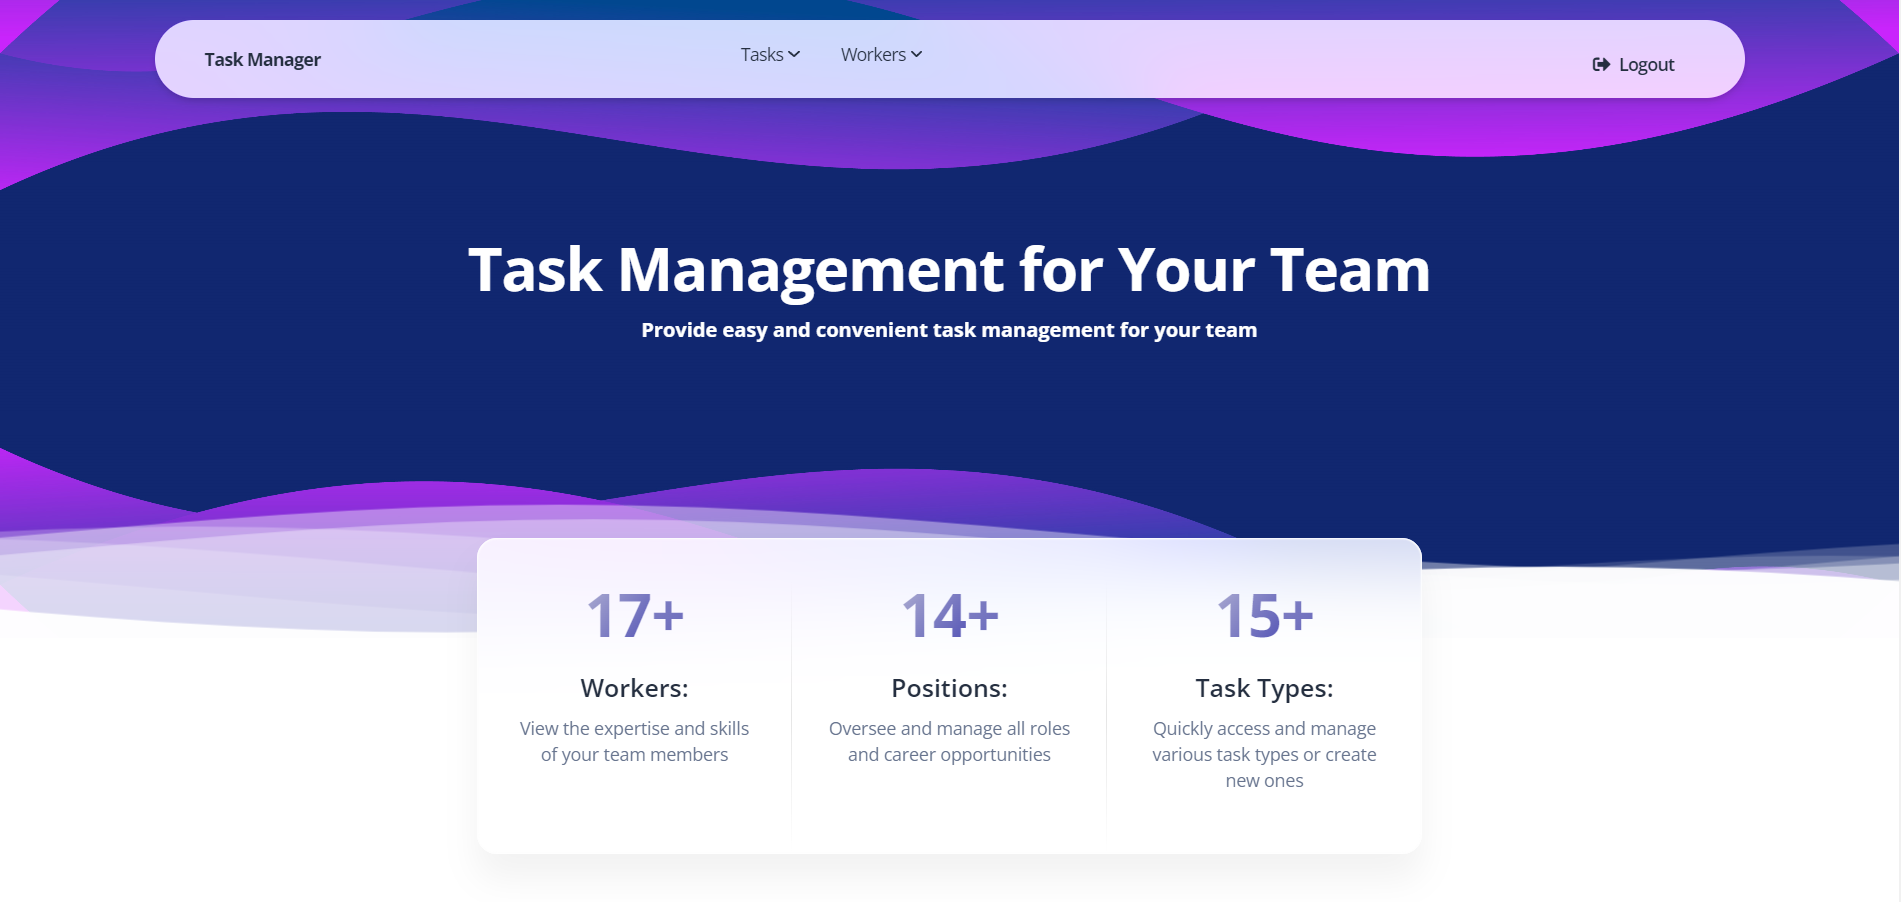 Task Manager
Tasks
Workers
Logout
Task Management for Your Team
Provide easy and convenient task management for your team
17+
Workers:
View the expertise and skills
of your team members
14+
Positions:
Oversee and manage all roles
and career opportunities
15+
Task Types:
Quickly access and manage
various task types or create
new ones